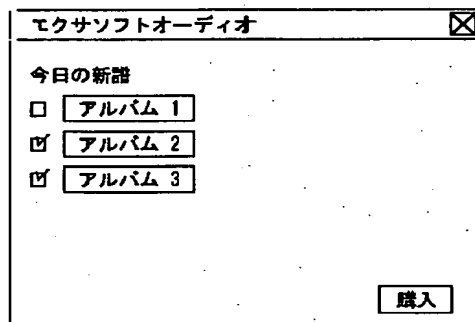 モクサソフトオーディオ
今日の新譜
アルバム 1
アルバム 2
アルバム 3
購入